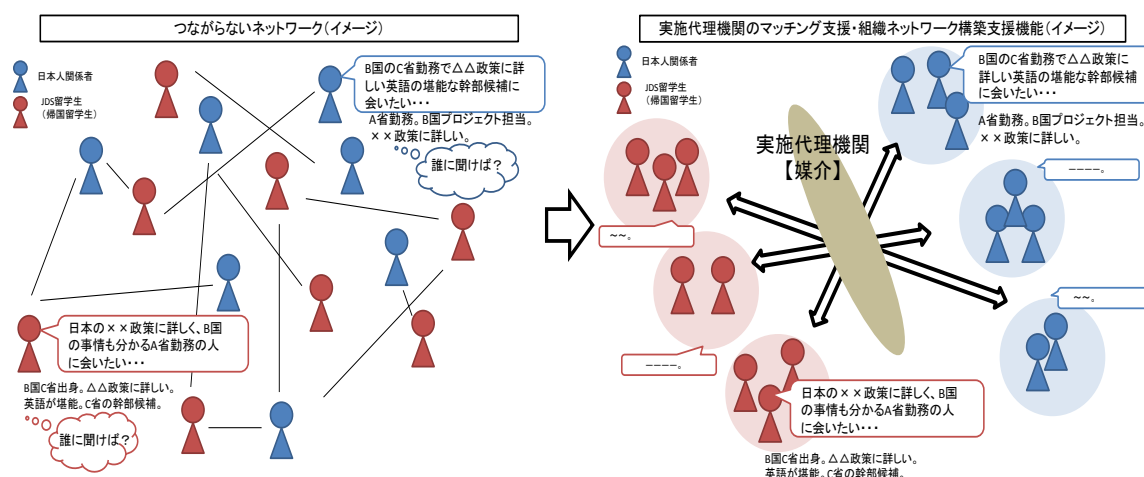 つながらないネットワーク(イメージ)
日本人関係者
JDS留学生
(帰国留学生)
B国のC省勤務で△△政策に詳
しい英語の堪能な幹部候補に
会いたい・・・
A省勤務。B国プロジェクト担当。
××政策に詳しい。
誰に聞けば?
日本の××政策に詳しく、B国
の事情も分かるA省勤務の人
に会いたい・・・
B国C省出身。△△政策に詳しい。
英語が堪能。C省の幹部候補。
誰に聞けば?
実施代理機関のマッチング支援・組織ネットワーク構築支援機能(イメージ)
日本人関係者
JDS留学生
(帰国留学生)
B国のC省勤務で△△政策に
詳しい英語の堪能な幹部候補
に会いたい・・・
A省勤務。B国プロジェクト担当。
××政策に詳しい。
実施代理機関
【媒介】
−−−−。
~~。
~~。
−−−−。
日本の××政策に詳しく、B国
の事情も分かるA省勤務の人
に会いたい・・・
B国C省出身。△△政策に詳しい。
英語が堪能。C省の幹部候補。